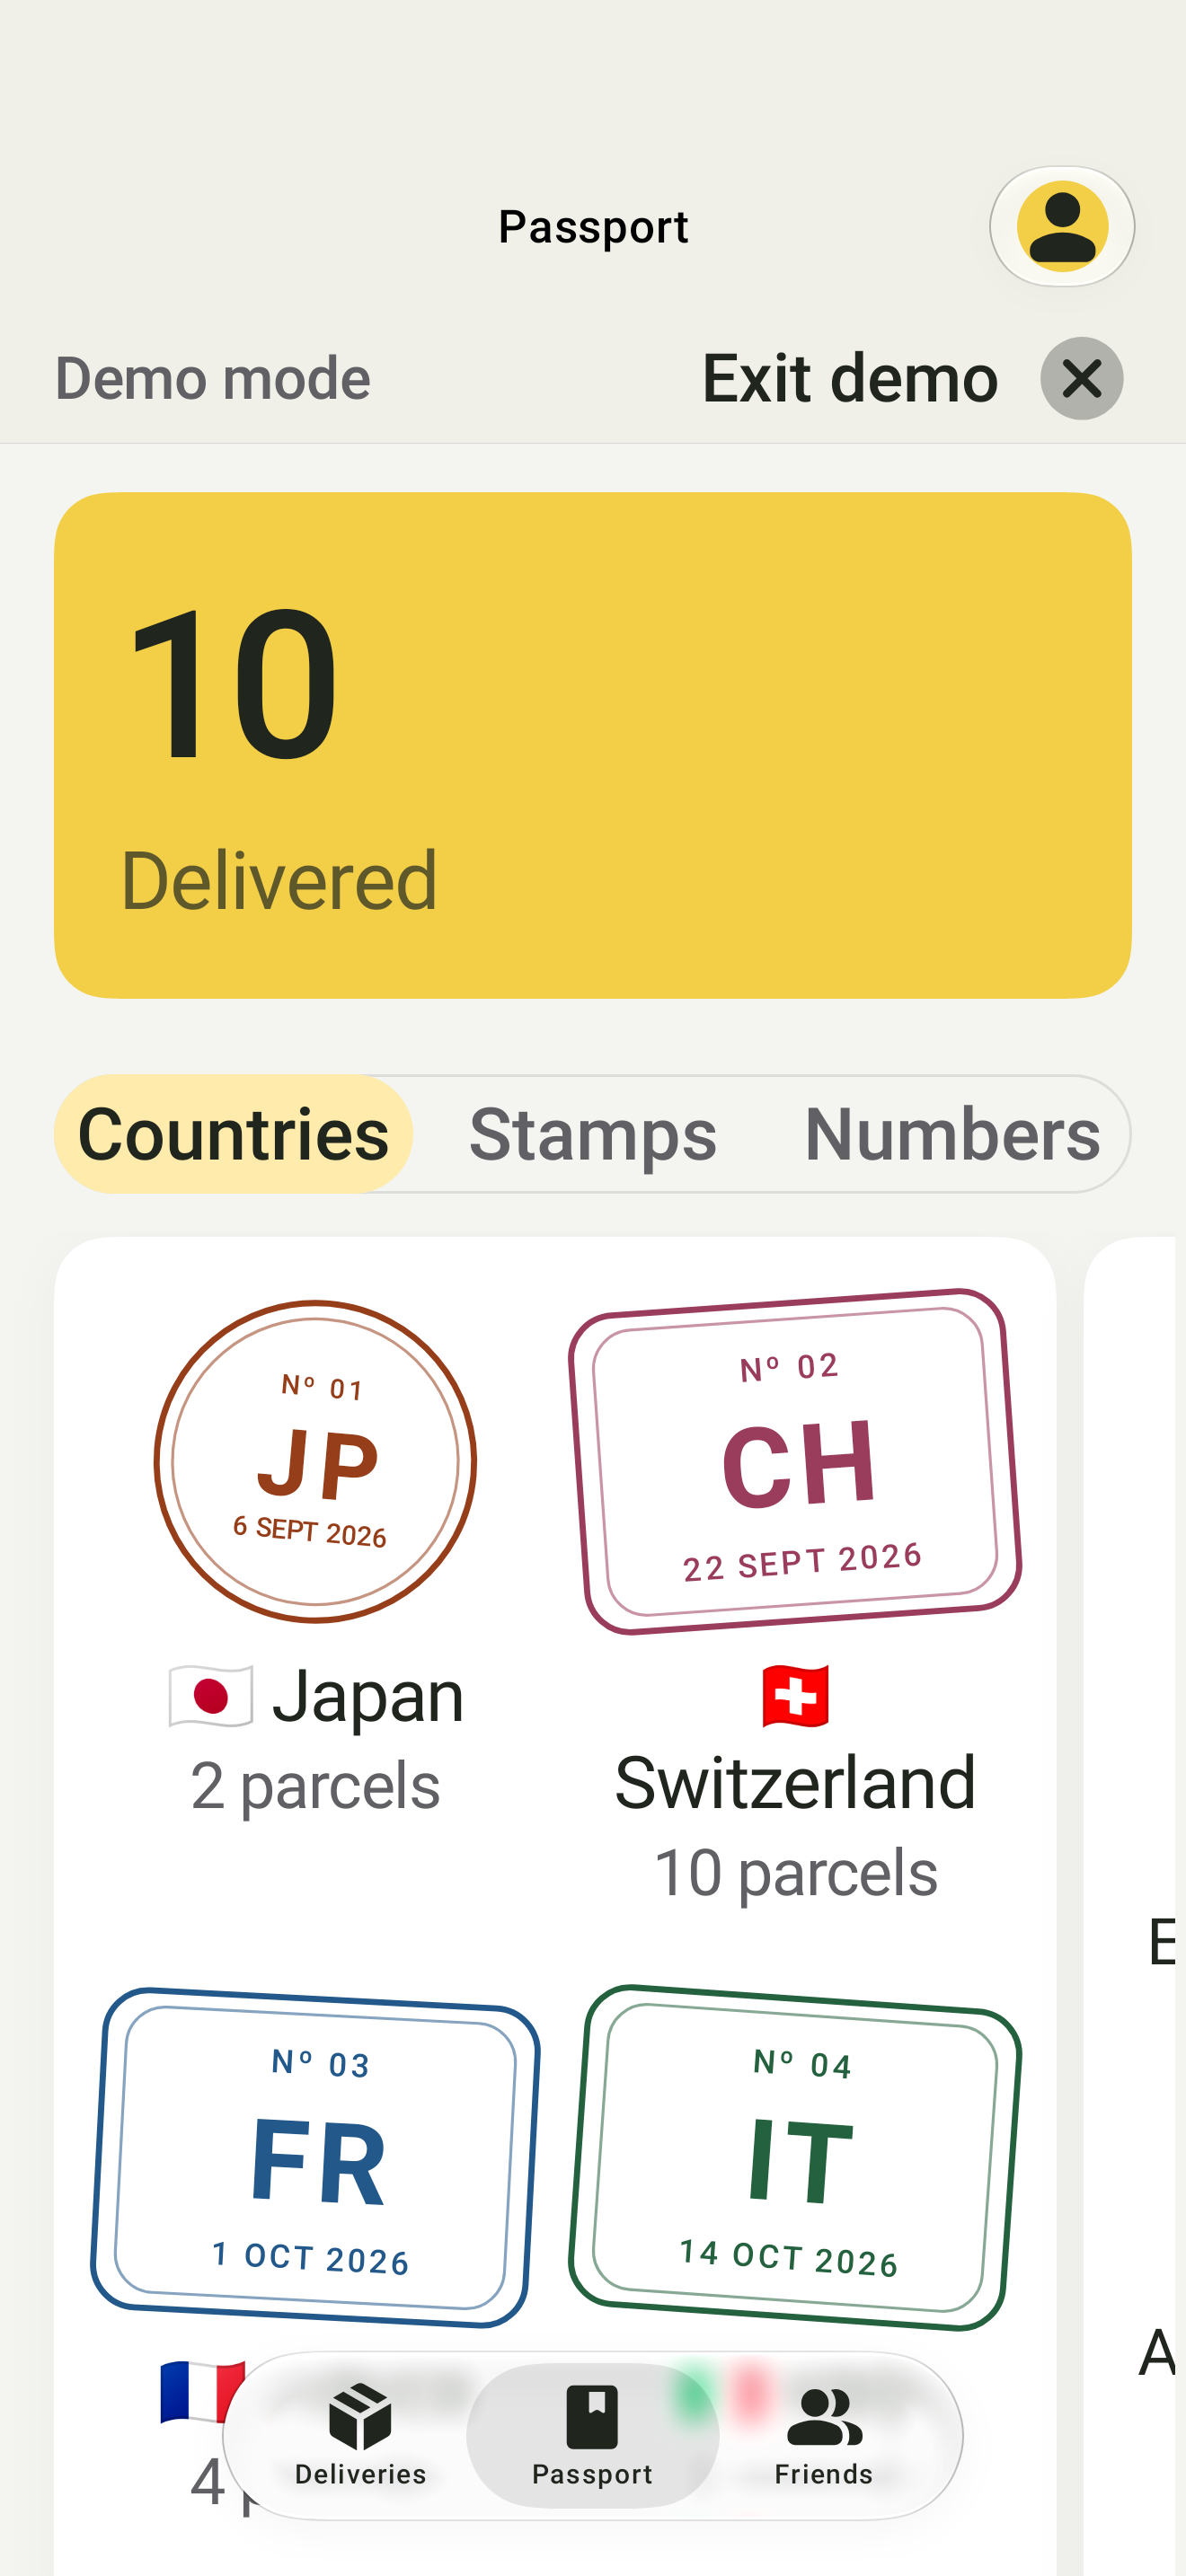 Passport
Demo mode
Exit demo
10
Delivered
Countries
Stamps
Numbers
Nº 01
JP
6 SEPT 2026
Nº 02
CH
22 SEPT 2026
Japan
2 parcels
Switzerland
10 parcels
E
Nº 03
FR
1 OCT 2026
Nº 04
IT
14 OCT 2026
A
4
Deliveries
Passport
Friends